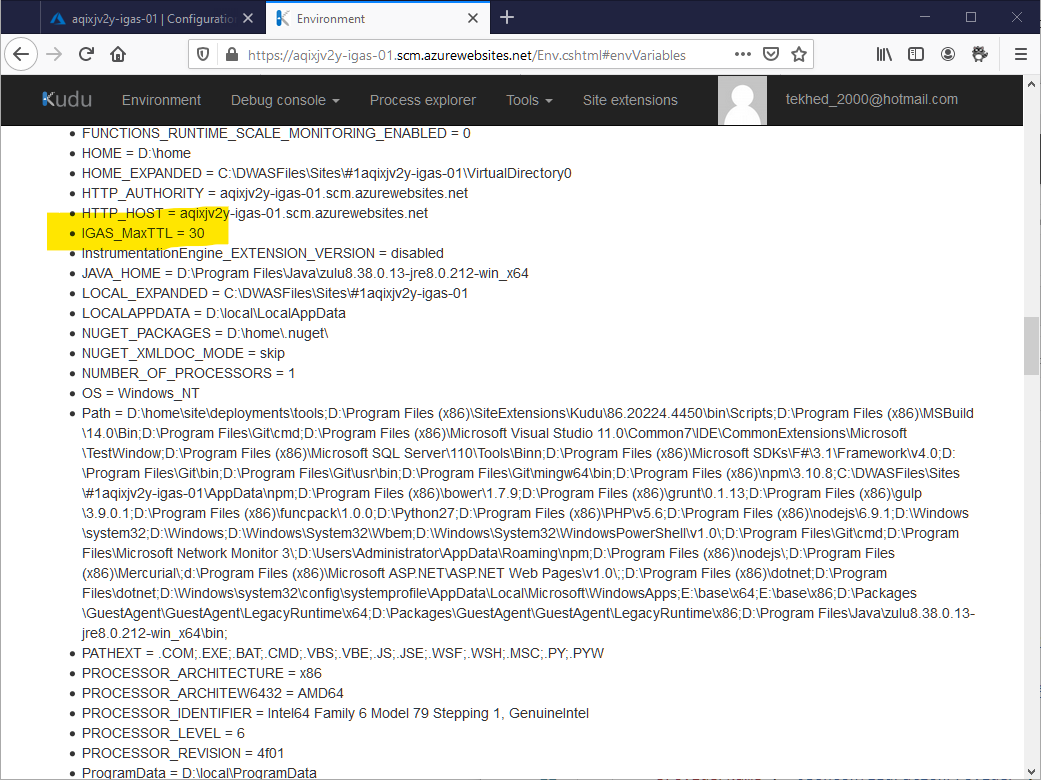 aqixjv2y-igas-01 | Configuratio
Environment
https://aqixjv2y-igas-01.scm.azurewebsites.net/Env.cshtml#envVariables
Kudu Environment Debug console Process explorer Tools Site extensions tekhed_2000@hotmail.com
FUNCTIONS_RUNTIME_SCALE_MONITORING_ENABLED = 0
HOME = D:\home
HOME_EXPANDED = C:\DWASFiles\Sites\#1aqixjv2y-igas-01\VirtualDirectory0
HTTP_AUTHORITY = aqixjv2y-igas-01.scm.azurewebsites.net
HTTP_HOST = aqixjv2y-igas-01.scm.azurewebsites.net
IGAS_MaxTTL = 30
InstrumentationEngine_EXTENSION_VERSION = disabled
JAVA_HOME = D:\Program Files\Java\zulu8.38.0.13-jre8.0.212-win_x64
LOCAL_EXPANDED = C:\DWASFiles\Sites\#1aqixjv2y-igas-01
LOCALAPPDATA = D:\local\LocalAppData
NUGET_PACKAGES = D:\home\.nuget\
NUGET_XMLDOC_MODE = skip
NUMBER_OF_PROCESSORS = 1
OS = Windows_NT
Path = D:\home\site\deployments\tools;D:\Program Files (x86)\SiteExtensions\Kudu\86.20224.4450\bin\Scripts;D:\Program Files (x86)\MSBuild
\14.0\Bin;D:\Program Files\Git\cmd;D:\Program Files (x86)\Microsoft Visual Studio 11.0\Common7\IDE\CommonExtensions\Microsoft
\TestWindow;D:\Program Files (x86)\Microsoft SQL Server\110\Tools\Binn;D:\Program Files (x86)\Microsoft SDKs\F#\3.1\Framework\v4.0;D:
\Program Files\Git\bin;D:\Program Files\Git\usr\bin;D:\Program Files\Git\mingw64\bin;D:\Program Files (x86)\npm\3.10.8;C:\DWASFiles\Sites
\#1aqixjv2y-igas-01\AppData\npm;D:\Program Files (x86)\bower\1.7.9;D:\Program Files (x86)\grunt\0.1.13;D:\Program Files (x86)\gulp
\3.9.0.1;D:\Program Files (x86)\funcpack\1.0.0;D:\Python27;D:\Program Files (x86)\PHP\v5.6;D:\Program Files (x86)\nodejs\6.9.1;D:\Windows
\system32;D:\Windows;D:\Windows\System32\Wbem;D:\Windows\System32\WindowsPowerShell\v1.0\;D:\Program Files\Git\cmd;D:\Program
Files\Microsoft Network Monitor 3\;D:\Users\Administrator\AppData\Roaming\npm;D:\Program Files (x86)\nodejs\;D:\Program Files
(x86)\Mercurial\;d:\Program Files (x86)\Microsoft ASP.NET\ASP.NET Web Pages\v1.0\;;D:\Program Files (x86)\dotnet;D:\Program
Files\dotnet;D:\Windows\system32\config\systemprofile\AppData\Local\Microsoft\WindowsApps;E:\base\x64;E:\base\x86;D:\Packages
\GuestAgent\GuestAgent\LegacyRuntime\x64;D:\Packages\GuestAgent\GuestAgent\LegacyRuntime\x86;D:\Program Files\Java\zulu8.38.0.13-
jre8.0.212-win_x64\bin;
PATHEXT = .COM;.EXE;.BAT;.CMD;.VBS;.VBE;.JS;.JSE;.WSF;.WSH;.MSC;.PY;.PYW
PROCESSOR_ARCHITECTURE = x86
PROCESSOR_ARCHITEW6432 = AMD64
PROCESSOR_IDENTIFIER = Intel64 Family 6 Model 79 Stepping 1, GenuineIntel
PROCESSOR_LEVEL = 6
PROCESSOR_REVISION = 4f01
ProgramData = D:\local\ProgramData